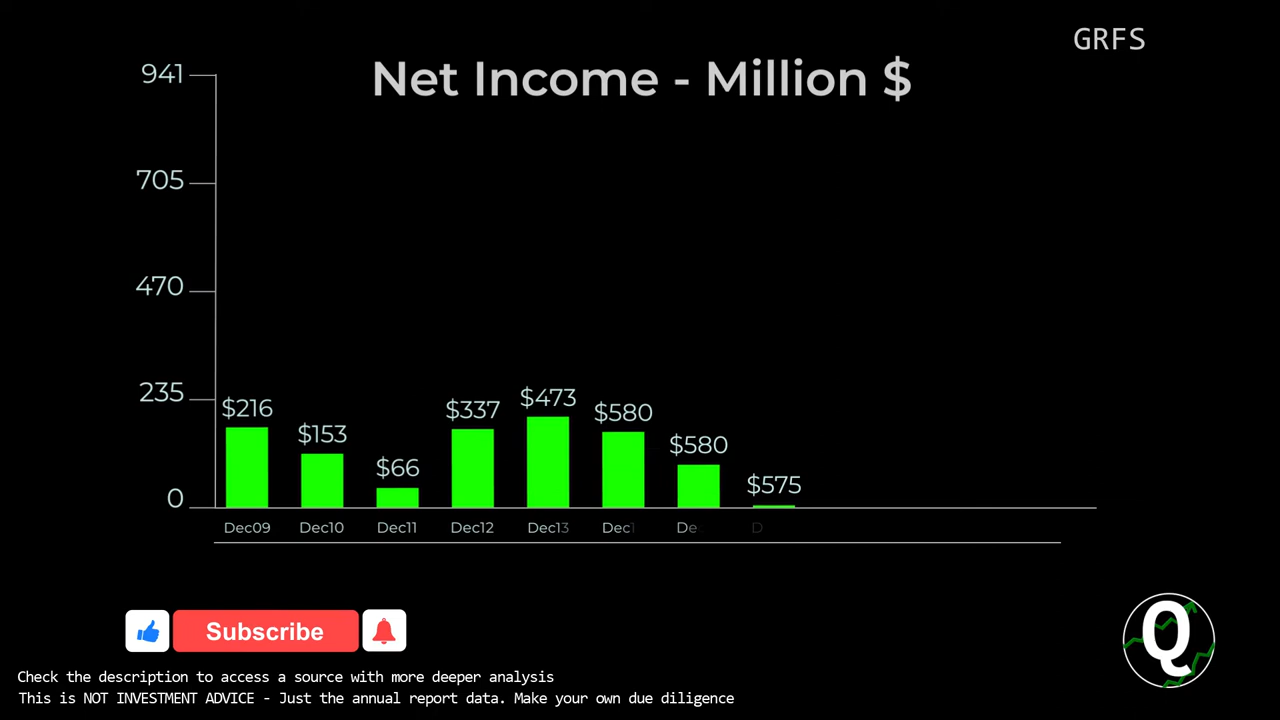 GRFS
Net Income - Million $
941
705
470
235
0
$216
$153
$66
$337
$473
$580
$580
$575
Dec09 Dec10 Dec11 Dec12 Dec13 Dec1 De D
Subscribe
Q
Check the description to access a source with more deeper analysis
This is NOT INVESTMENT ADVICE - Just the annual report data. Make your own due diligence